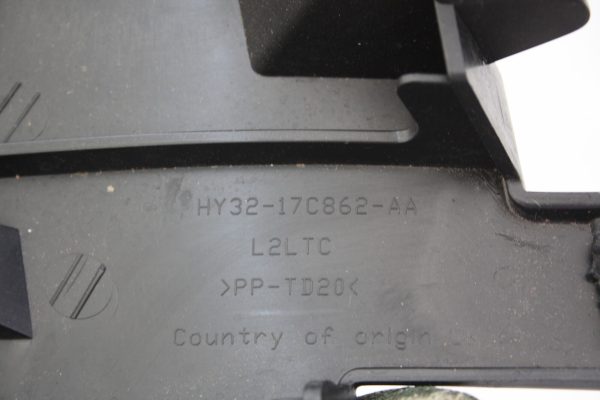 HY32-17C862-AA
L2LTC
>PP-TD20<
Country of origin